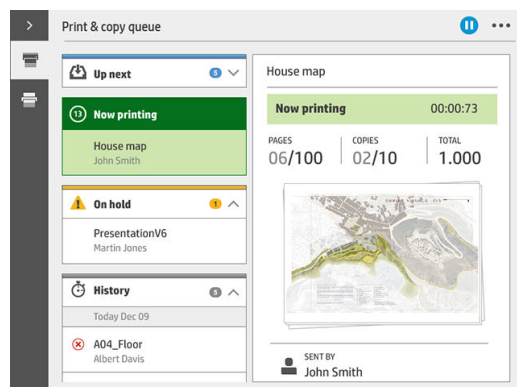 Print & copy queue
Up next
5
13
Now printing
House map
John Smith
On hold
1
PresentationV6
Martin Jones
History
5
Today Dec 09
A04_Floor
Albert Davis
House map
Now printing 00:00:73
PAGES COPIES TOTAL
06/100 02/10 1.000
SENT BY
John Smith